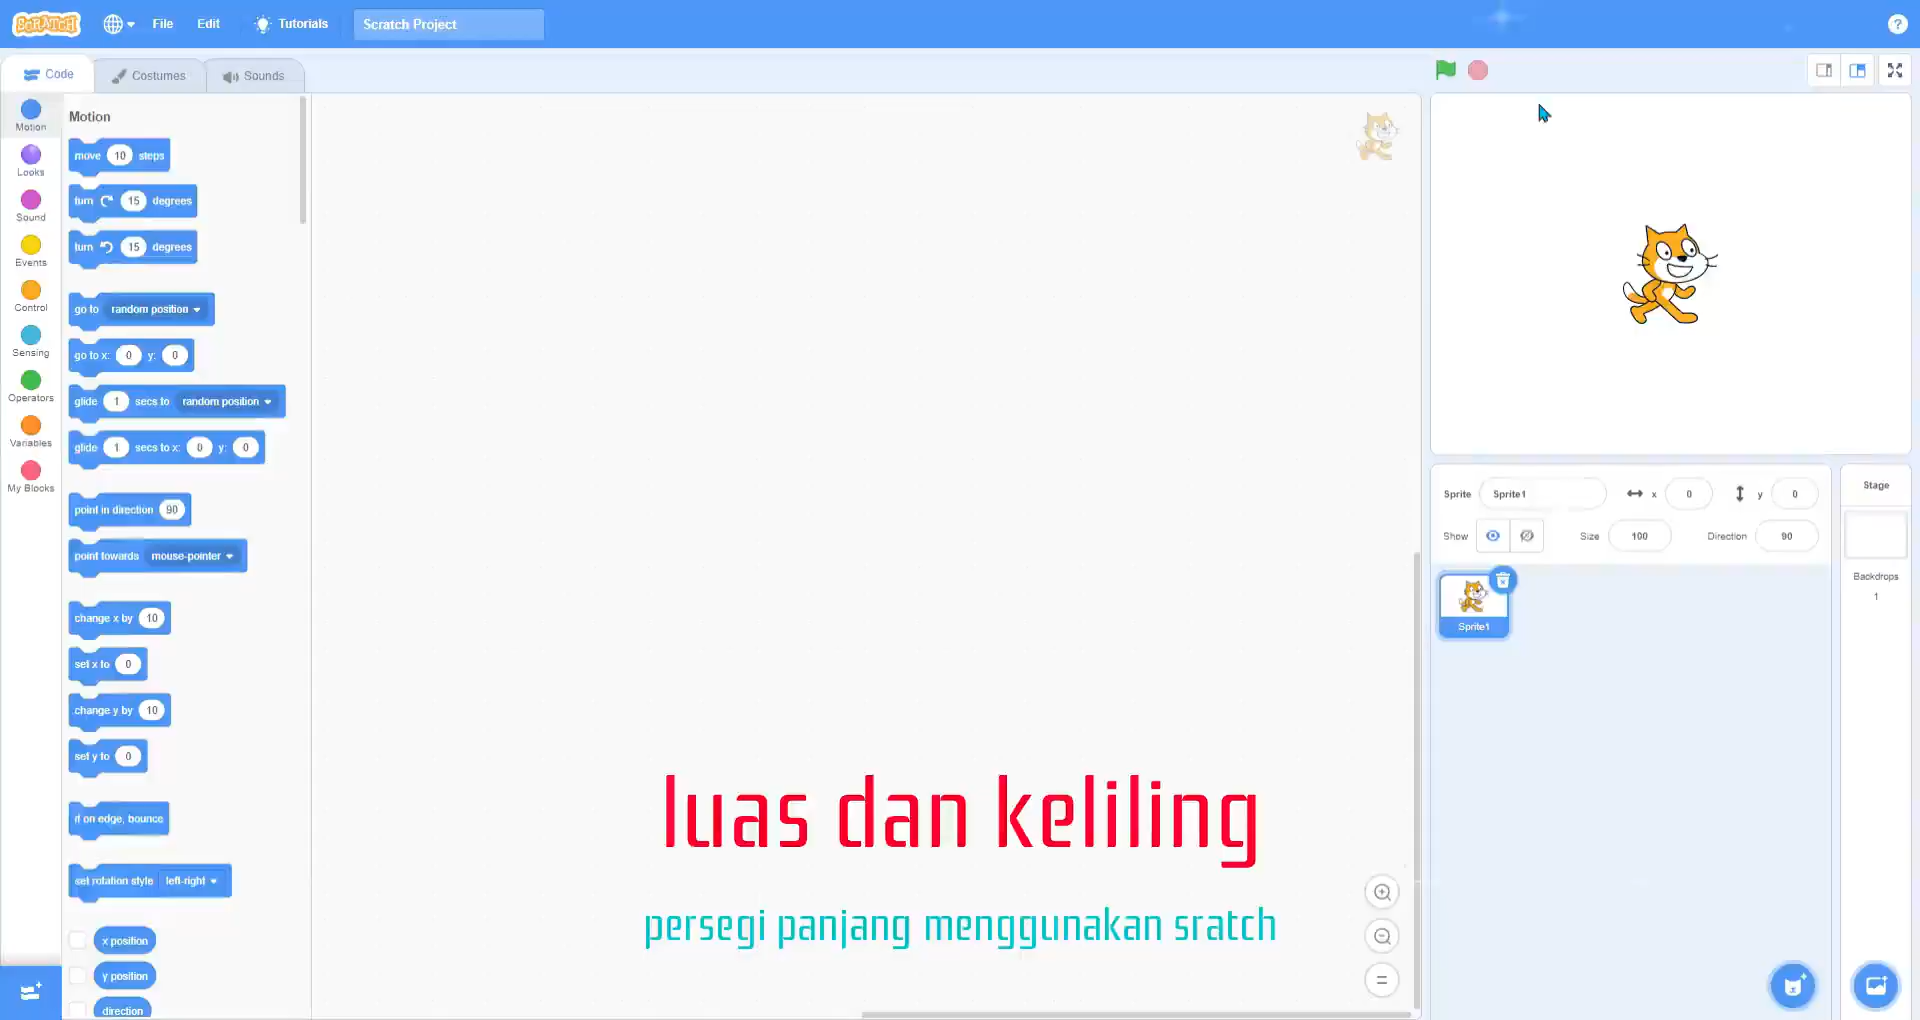 SCRATCH File Edit Tutorials Scratch Project ?
Code Costumes Sounds
Motion
Looks
Sound
Events
Control
Sensing
Operators
Variables
My Blocks
Motion
move 10 steps
turn 15 degrees
turn 15 degrees
go to random position
go to x: 0 y: 0
glide 1 secs to random position
glide 1 secs to x: 0 y: 0
point in direction 90
point towards mouse-pointer
change x by 10
set x to 0
change y by 10
set y to 0
if on edge, bounce
set rotation style left-right
x position
y position
direction
luas dan keliling
persegi panjang menggunakan sratch
Sprite Sprite1 x 0 y 0
Show Size 100 Direction 90
Sprite1
Stage
Backdrops
1